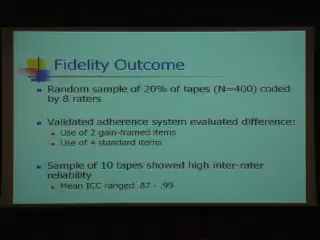 Fidelity Outcome
Random sample of 20% of tapes (N=400) coded
by 8 raters
Validated adherence system evaluated difference:
Use of 2 gain-framed items
Use of 4 standard items
Sample of 10 tapes showed high inter-rater
reliability
Mean ICC ranged .87 - .99